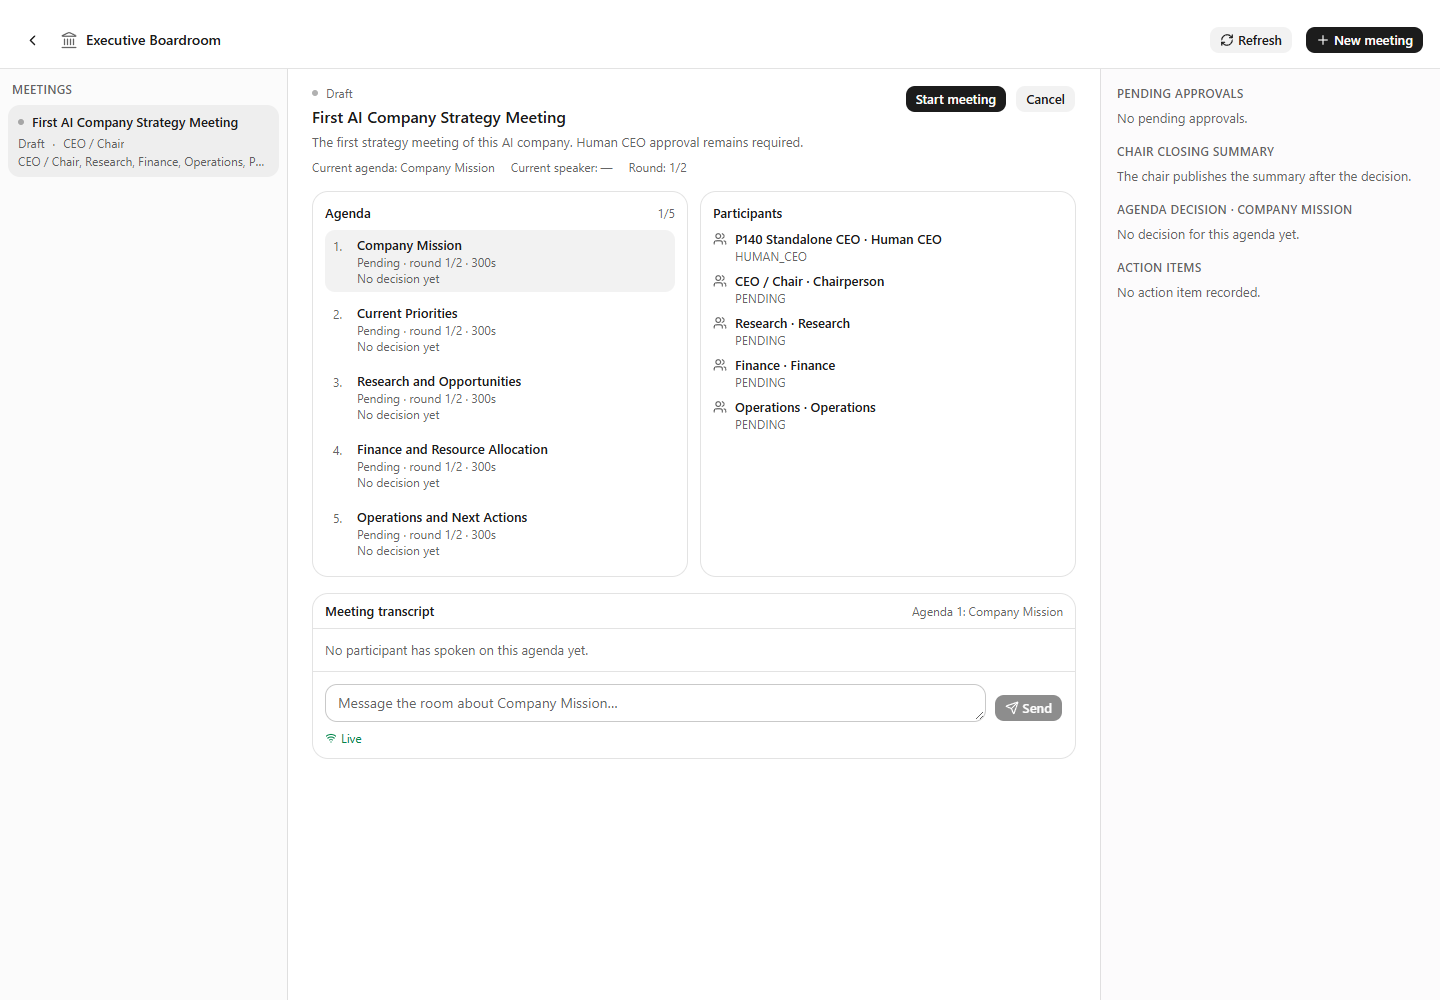 Executive Boardroom
Refresh
New meeting
MEETINGS
First AI Company Strategy Meeting
Draft · CEO / Chair
CEO / Chair, Research, Finance, Operations, P...
Draft
First AI Company Strategy Meeting
The first strategy meeting of this AI company. Human CEO approval remains required.
Current agenda: Company Mission Current speaker: — Round: 1/2
Start meeting
Cancel
Agenda 1/5
1. Company Mission
Pending · round 1/2 · 300s
No decision yet
2. Current Priorities
Pending · round 1/2 · 300s
No decision yet
3. Research and Opportunities
Pending · round 1/2 · 300s
No decision yet
4. Finance and Resource Allocation
Pending · round 1/2 · 300s
No decision yet
5. Operations and Next Actions
Pending · round 1/2 · 300s
No decision yet
Participants
P140 Standalone CEO · Human CEO
HUMAN_CEO
CEO / Chair · Chairperson
PENDING
Research · Research
PENDING
Finance · Finance
PENDING
Operations · Operations
PENDING
Meeting transcript Agenda 1: Company Mission
No participant has spoken on this agenda yet.
Message the room about Company Mission...
Send
Live
PENDING APPROVALS
No pending approvals.
CHAIR CLOSING SUMMARY
The chair publishes the summary after the decision.
AGENDA DECISION · COMPANY MISSION
No decision for this agenda yet.
ACTION ITEMS
No action item recorded.